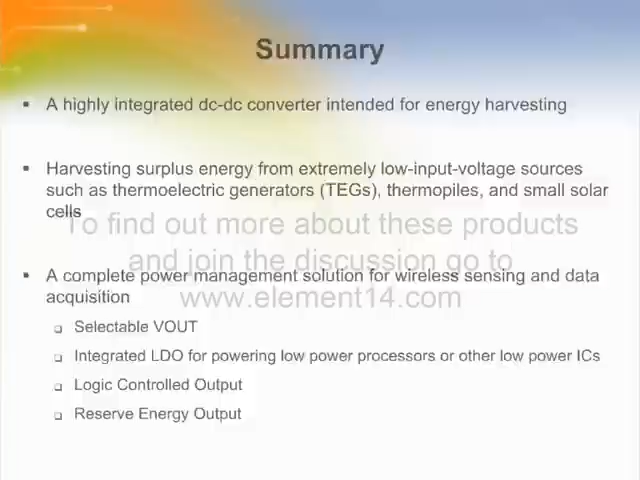 Summary
▪ A highly integrated dc-dc converter intended for energy harvesting
▪ Harvesting surplus energy from extremely low-input-voltage sources
such as thermoelectric generators (TEGs), thermopiles, and small solar
cells
To find out more about these products
and join the discussion go to
▪ A complete power management solution for wireless sensing and data
acquisition
www.element14.com
❑ Selectable VOUT
❑ Integrated LDO for powering low power processors or other low power ICs
❑ Logic Controlled Output
❑ Reserve Energy Output